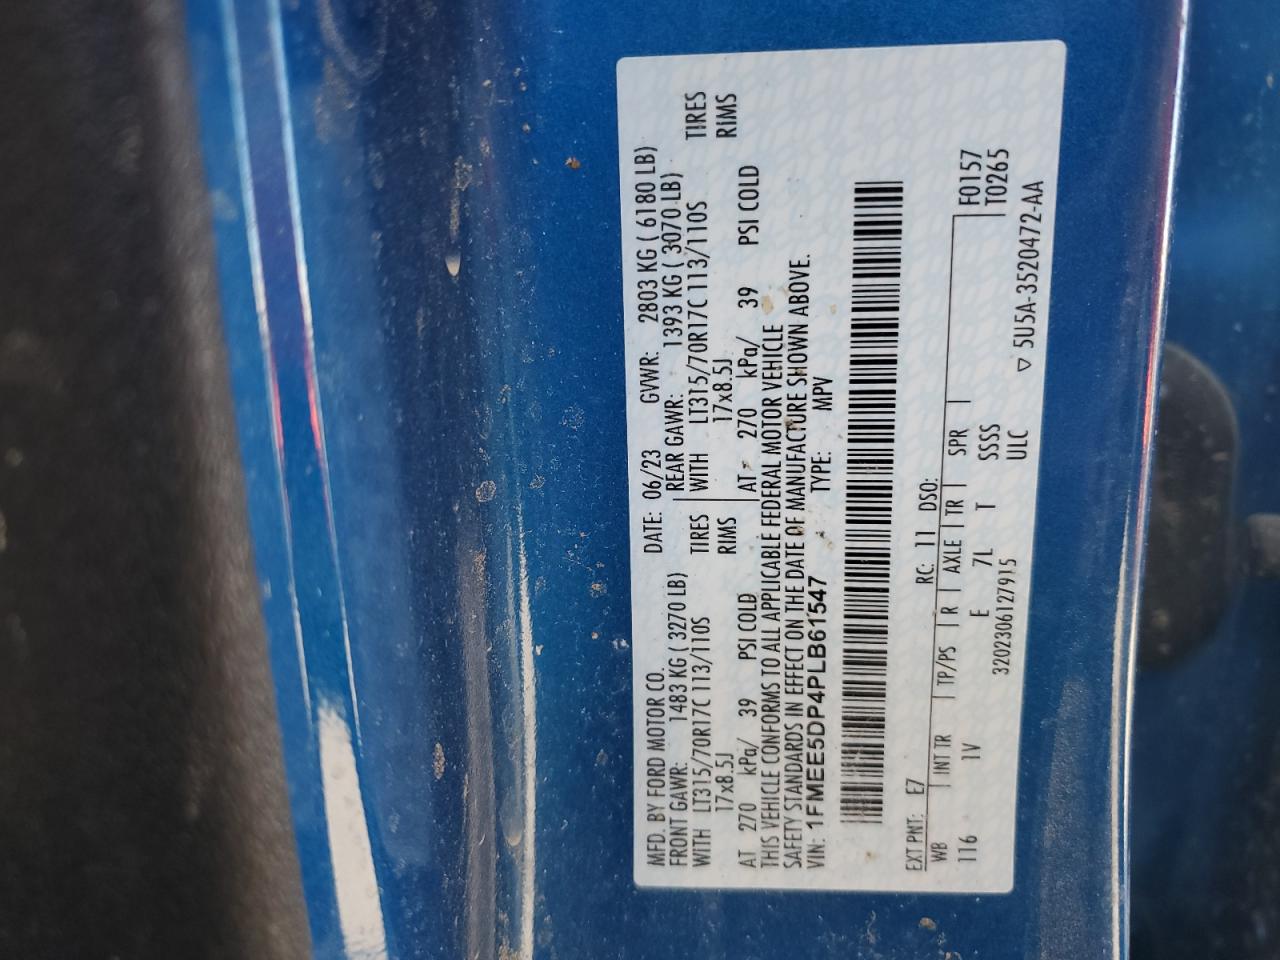 MFD. BY FORD MOTOR CO. DATE: 06/23 GVWR: 2803 KG ( 6180 LB)
FRONT GAWR: 1483 KG ( 3270 LB) REAR GAWR: 1393 KG ( 3070 LB)
WITH LT315/70R17C 113/110S TIRES WITH LT315/70R17C 113/110S TIRES
17x8.5J RIMS 17x8.5J RIMS
AT 270 kPa/ 39 PSI COLD AT 270 kPa/ 39 PSI COLD
THIS VEHICLE CONFORMS TO ALL APPLICABLE FEDERAL MOTOR VEHICLE
SAFETY STANDARDS IN EFFECT ON THE DATE OF MANUFACTURE SHOWN ABOVE.
VIN: 1FMEE5DP4PLB61547 TYPE: MPV
EXT PNT: E7 RC: 11 DSO:
WB INT TR TP/PS R AXLE TR SPR F0157
116 1V E 7L T SSSS T0265
3202306127915 ULC
▽ 5U5A-3520472-AA